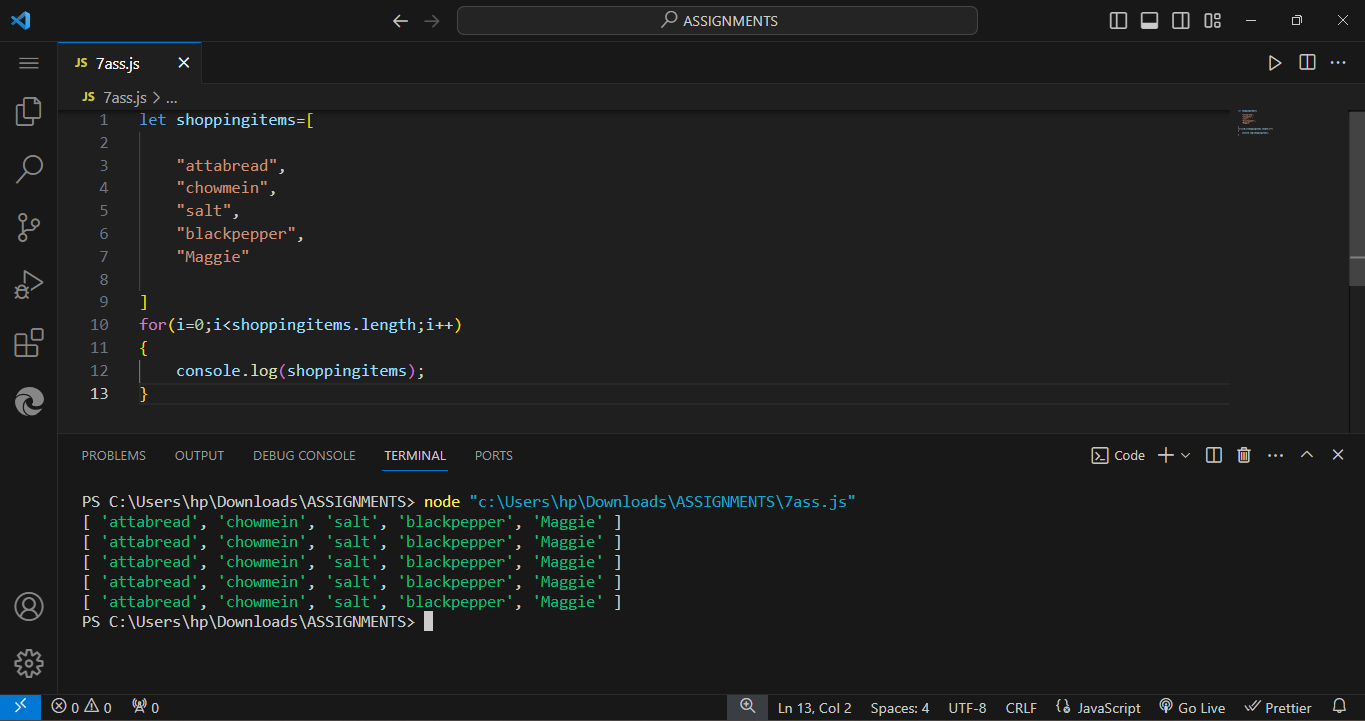 ASSIGNMENTS
JS 7ass.js
JS 7ass.js > ...
1 let shoppingitems=[
2
3     "attabread",
4     "chowmein",
5     "salt",
6     "blackpepper",
7     "Maggie"
8
9 ]
10 for(i=0;i<shoppingitems.length;i++)
11 {
12     console.log(shoppingitems);
13 }
PROBLEMS OUTPUT DEBUG CONSOLE TERMINAL PORTS Code
PS C:\Users\hp\Downloads\ASSIGNMENTS> node "c:\Users\hp\Downloads\ASSIGNMENTS\7ass.js"
[ 'attabread', 'chowmein', 'salt', 'blackpepper', 'Maggie' ]
[ 'attabread', 'chowmein', 'salt', 'blackpepper', 'Maggie' ]
[ 'attabread', 'chowmein', 'salt', 'blackpepper', 'Maggie' ]
[ 'attabread', 'chowmein', 'salt', 'blackpepper', 'Maggie' ]
[ 'attabread', 'chowmein', 'salt', 'blackpepper', 'Maggie' ]
PS C:\Users\hp\Downloads\ASSIGNMENTS>
0 0 0 Ln 13, Col 2 Spaces: 4 UTF-8 CRLF JavaScript Go Live Prettier